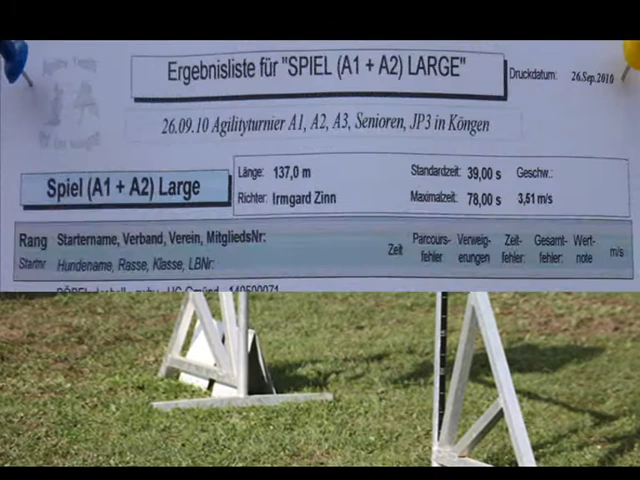 Ergebnisliste für "SPIEL (A1 + A2) LARGE"
Druckdatum: 26.Sep.2010
26.09.10 Agilityturnier A1, A2, A3, Senioren, JP3 in Köngen
Spiel (A1 + A2) Large
Länge: 137,0 m Standardzeit: 39,00 s Geschw.:
Richter: Irmgard Zinn Maximalzeit: 78,00 s 3,51 m/s
Rang Startername, Verband, Verein, MitgliedsNr:
Startnr Hundename, Rasse, Klasse, LBNr:
Zeit Parcours- fehler Verweig- erungen Zeit- fehler: Gesamt- fehler: Wert- note m/s